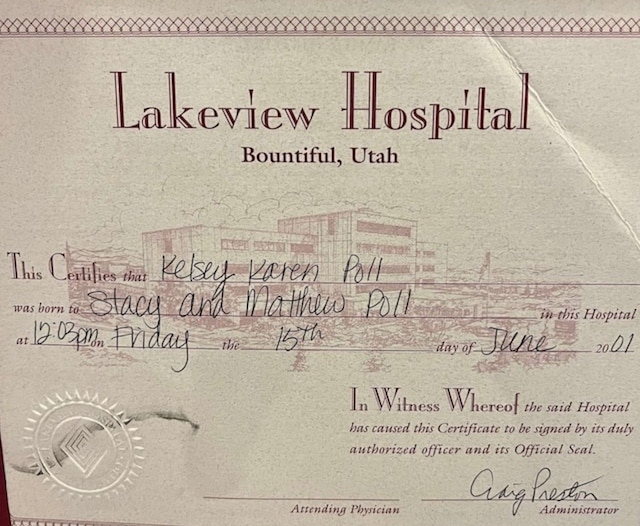 Lakeview Hospital
Bountiful, Utah
This Certifies that Kelsey Karen Poll
was born to Stacy and Matthew Poll in this Hospital
at 12:03pm on Friday the 15th day of June 2001
In Witness Whereof the said Hospital
has caused this Certificate to be signed by its duly
authorized officer and its Official Seal.
Craig Preston
Attending Physician Administrator